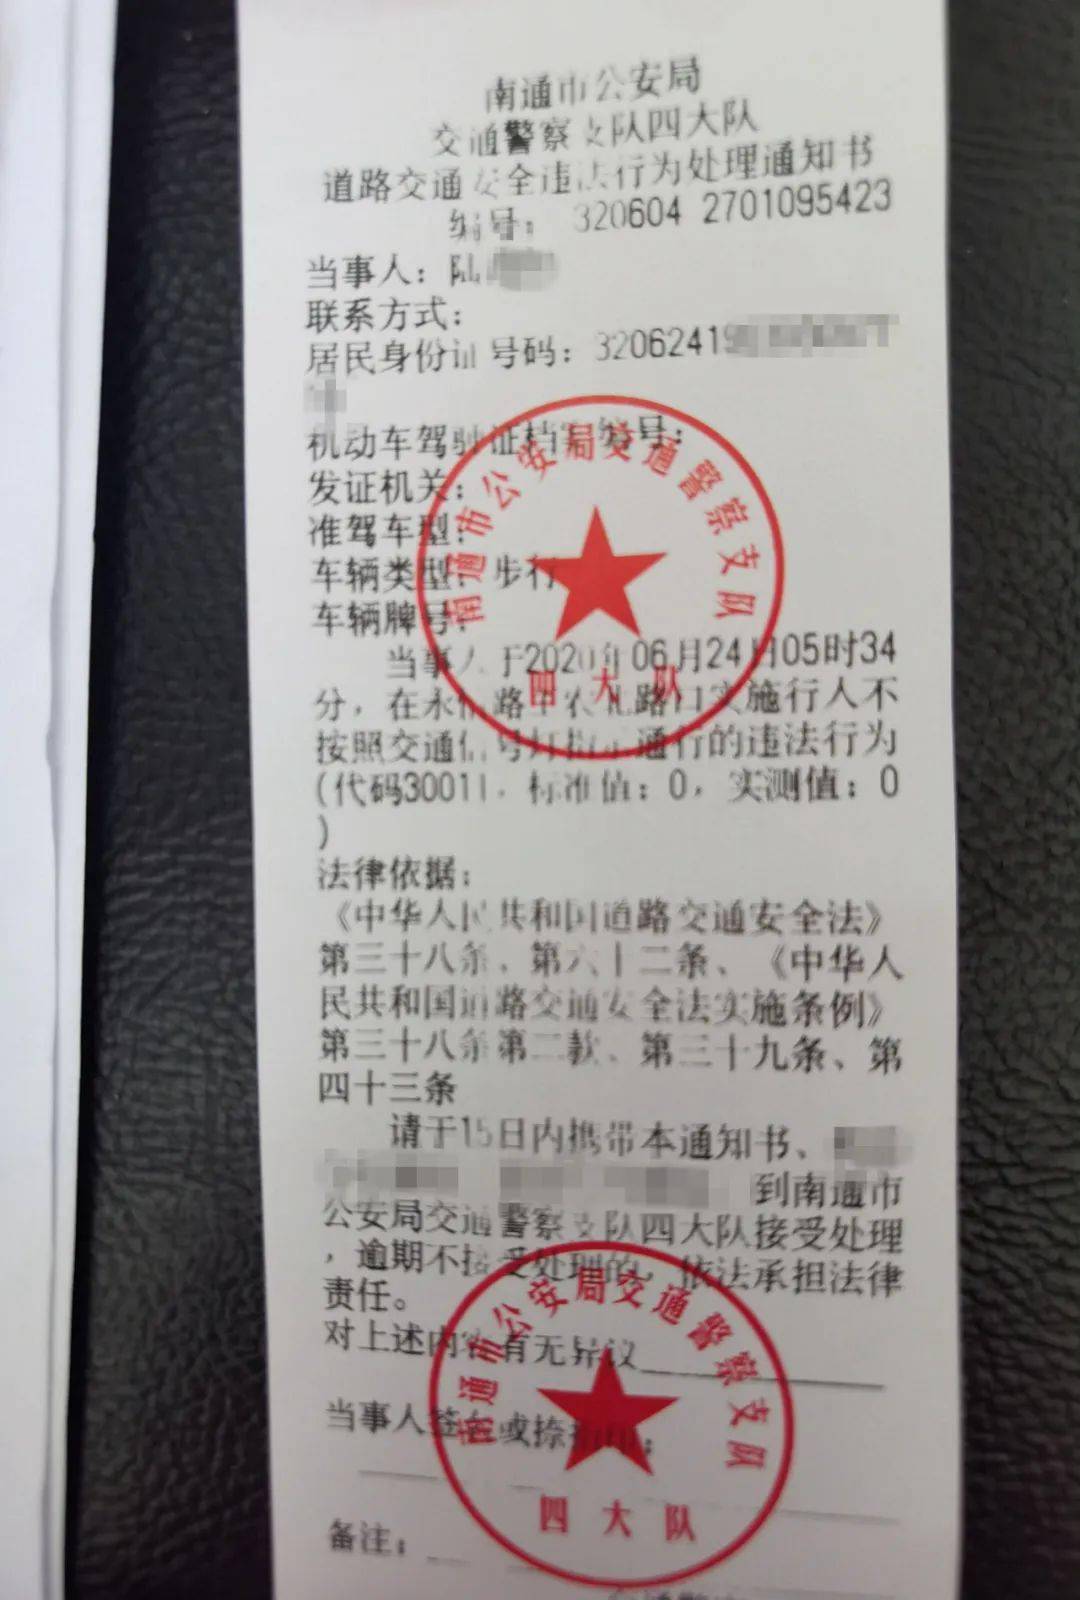 南通市公安局
交通警察支队四大队
道路交通安全违法行为处理通知书
编号： 320604 2701095423
当事人：陆
联系方式：
居民身份证号码：32062419
机动车驾驶证档案编号：
发证机关：
准驾车型：
车辆类型：步行
车辆牌号：
南通市公安局交通警察支队
四大队
当事人于2020年06月24日05时34
分，在永 路 农 路口实施行人不
按照交通信号灯指示通行的违法行为
(代码3001 ，标准值：0，实测值：0
)
法律依据：
《中华人民共和国道路交通安全法》
第三十八条、第六十二条、《中华人
民共和国道路交通安全法实施条例》
第三十八条第二款、第三十九条、第
四十三条
请于15日内携带本通知书、
到南通市
公安局交通警察支队四大队接受处理
，逾期不接受处理的，依法承担法律
责任。
对上述内容有无异议
当事人签名或捺指印：
南通市公安局交通警察支队
四大队
备注：